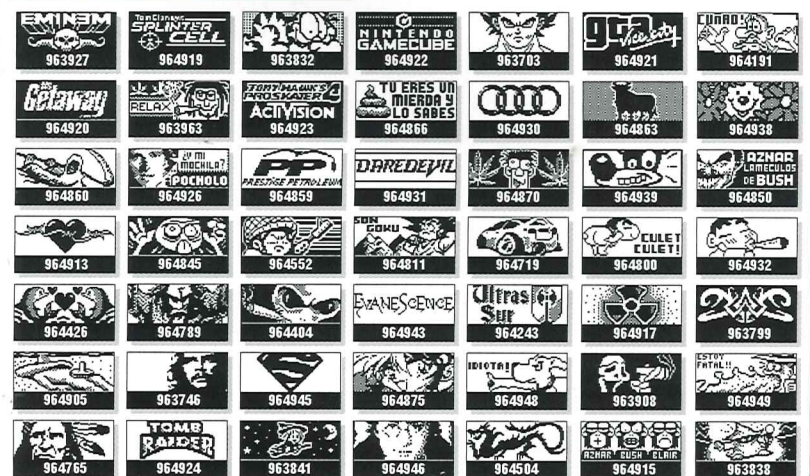 EMINEM
963927
Tom Clancy's
SPLINTER
CELL
964919
963832
NINTENDO
GAMECUBE
964922
963703
gta
vice city
964921
CUÑAO!
964191
THE
Getaway
964920
RELAX
963963
TONY HAWK'S
PROSKATER 4
ACTIVISION
964923
TU ERES UN
MIERDA Y
LO SABES
964866
964930
964863
964938
964860
¿Y MI
MOCHILA?
POCHOLO
964926
PP
PRESTIGE PETROLEUM
964859
DAREDEVIL
964931
964870
964939
AZNAR
LAMECULOS
DE BUSH
964850
964913
964845
964552
SON
GOKU
964811
964719
CULET
CULET!
964800
964932
964426
964789
964404
EVANESCENCE
964943
Ultras
Sur
964243
964917
963799
964905
963746
964945
964875
IDIOTA!
964948
963908
ESTOY
FATAL!!
964949
964765
TOMB
RAIDER
964924
963841
964946
964504
AZNAR BUSH BLAIR
964915
963838